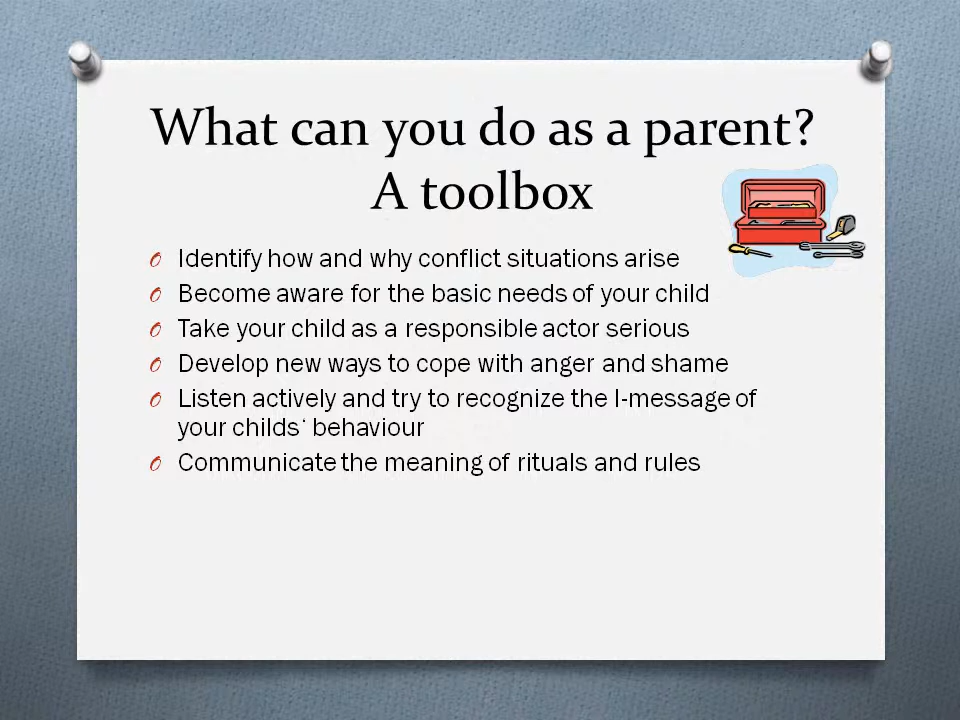 What can you do as a parent?
A toolbox
Identify how and why conflict situations arise
Become aware for the basic needs of your child
Take your child as a responsible actor serious
Develop new ways to cope with anger and shame
Listen actively and try to recognize the I-message of
your childs‘ behaviour
Communicate the meaning of rituals and rules